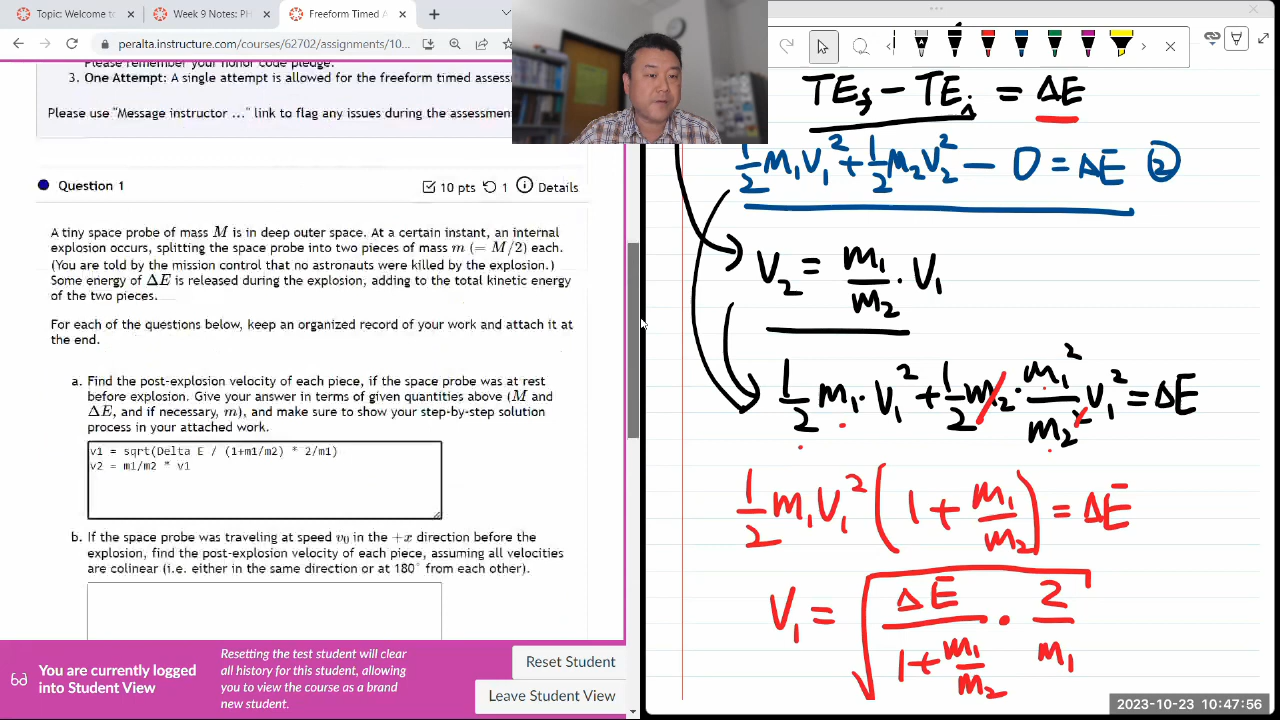 Topic: Welcome to W
Week 9 Notes: PH
Freeform Timed A
peralta.instructure.com/courses/62702/assignments/10...
Please remember your honor code pledge.
3. One Attempt: A single attempt is allowed for the freeform timed assess
Please use "Message instructor ..." link to flag any issues during the assessment
Question 1
10 pts 1 Details
A tiny space probe of mass M is in deep outer space. At a certain instant, an internal
explosion occurs, splitting the space probe into two pieces of mass m (= M/2) each.
(You are told by the mission control that no astronauts were killed by the explosion.)
Some energy of ΔE is released during the explosion, adding to the total kinetic energy
of the two pieces.
For each of the questions below, keep an organized record of your work and attach it at
the end.
a. Find the post-explosion velocity of each piece, if the space probe was at rest
before explosion. Give your answer in terms of given quantities above (M and
ΔE, and if necessary, m), and make sure to show your step-by-step solution
process in your attached work.
v1 = sqrt(Delta E / (1+m1/m2) * 2/m1)
v2 = m1/m2 * v1
b. If the space probe was traveling at speed v₀ in the +x direction before the
explosion, find the post-explosion velocity of each piece, assuming all velocities
are colinear (i.e. either in the same direction or at 180° from each other).
You are currently logged
into Student View
Resetting the test student will clear
all history for this student, allowing
you to view the course as a brand
new student.
Reset Student
Leave Student View
TE_f − TE_i = ΔE
1/2 m₁v₁² + 1/2 m₂v₂² − 0 = ΔE ②
v₂ = m₁/m₂ · v₁
1/2 m₁ · v₁² + 1/2 m₂ · m₁²/m₂² v₁² = ΔE
1/2 m₁v₁² (1 + m₁/m₂) = ΔE
v₁ = √(ΔE/(1 + m₁/m₂) · 2/m₁)
2023-10-23 10:47:56